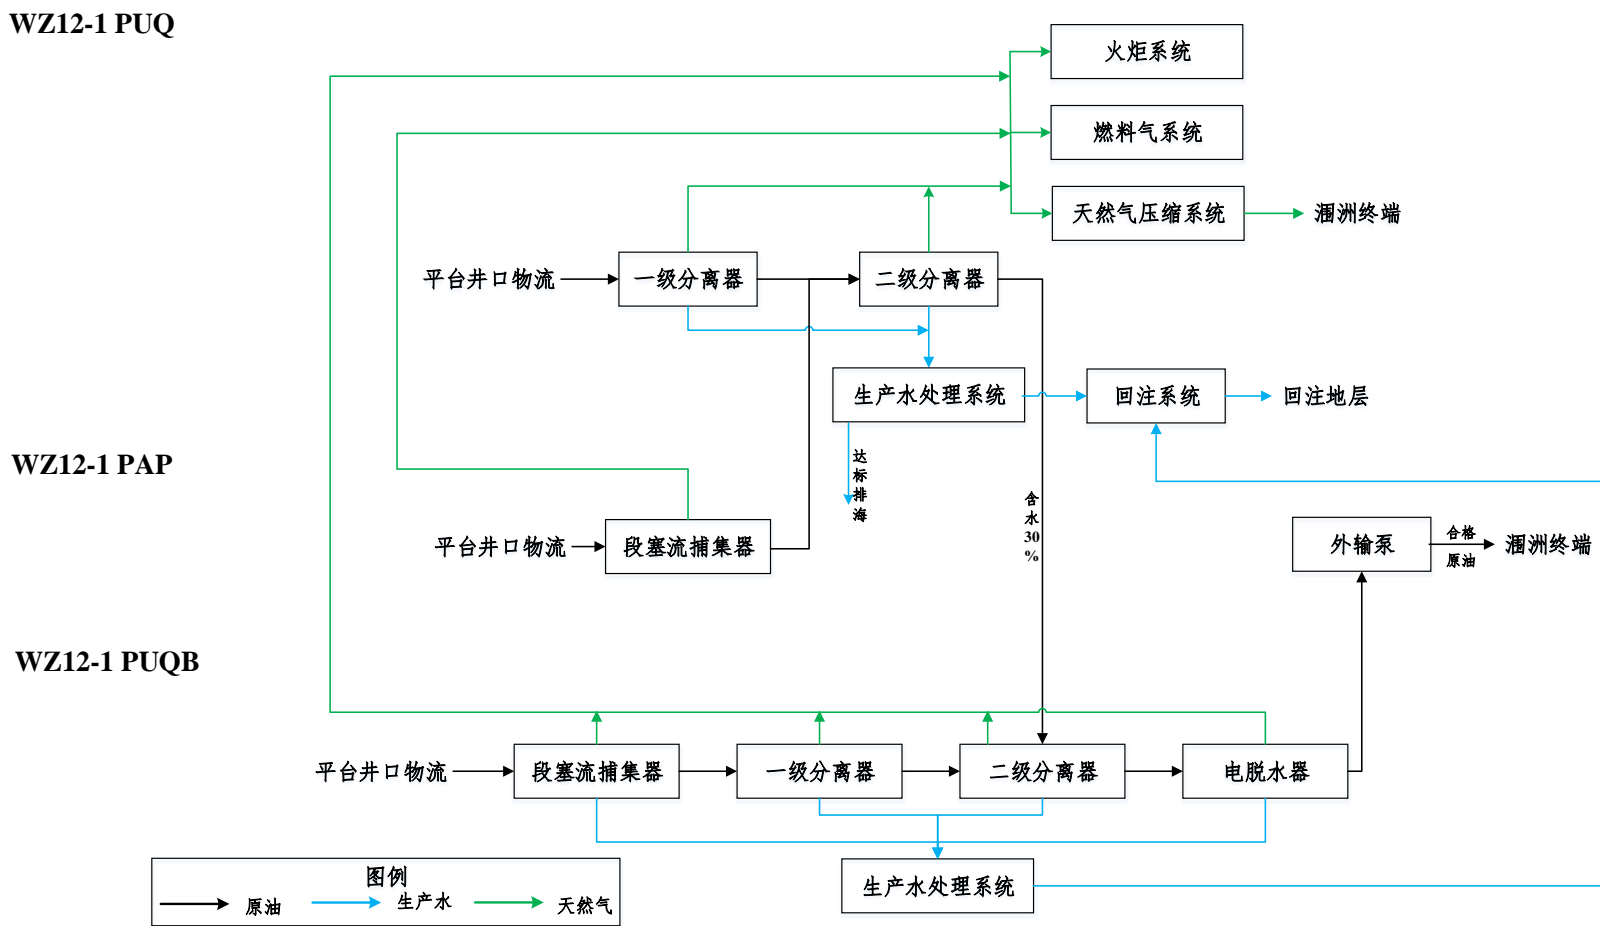 WZ12-1 PUQ
火炬系统
燃料气系统
天然气压缩系统
涠洲终端
平台井口物流
一级分离器
二级分离器
生产水处理系统
回注系统
回注地层
达标排海
WZ12-1 PAP
含水30%
平台井口物流
段塞流捕集器
外输泵
合格
原油
涠洲终端
WZ12-1 PUQB
平台井口物流
段塞流捕集器
一级分离器
二级分离器
电脱水器
生产水处理系统
图例
原油
生产水
天然气